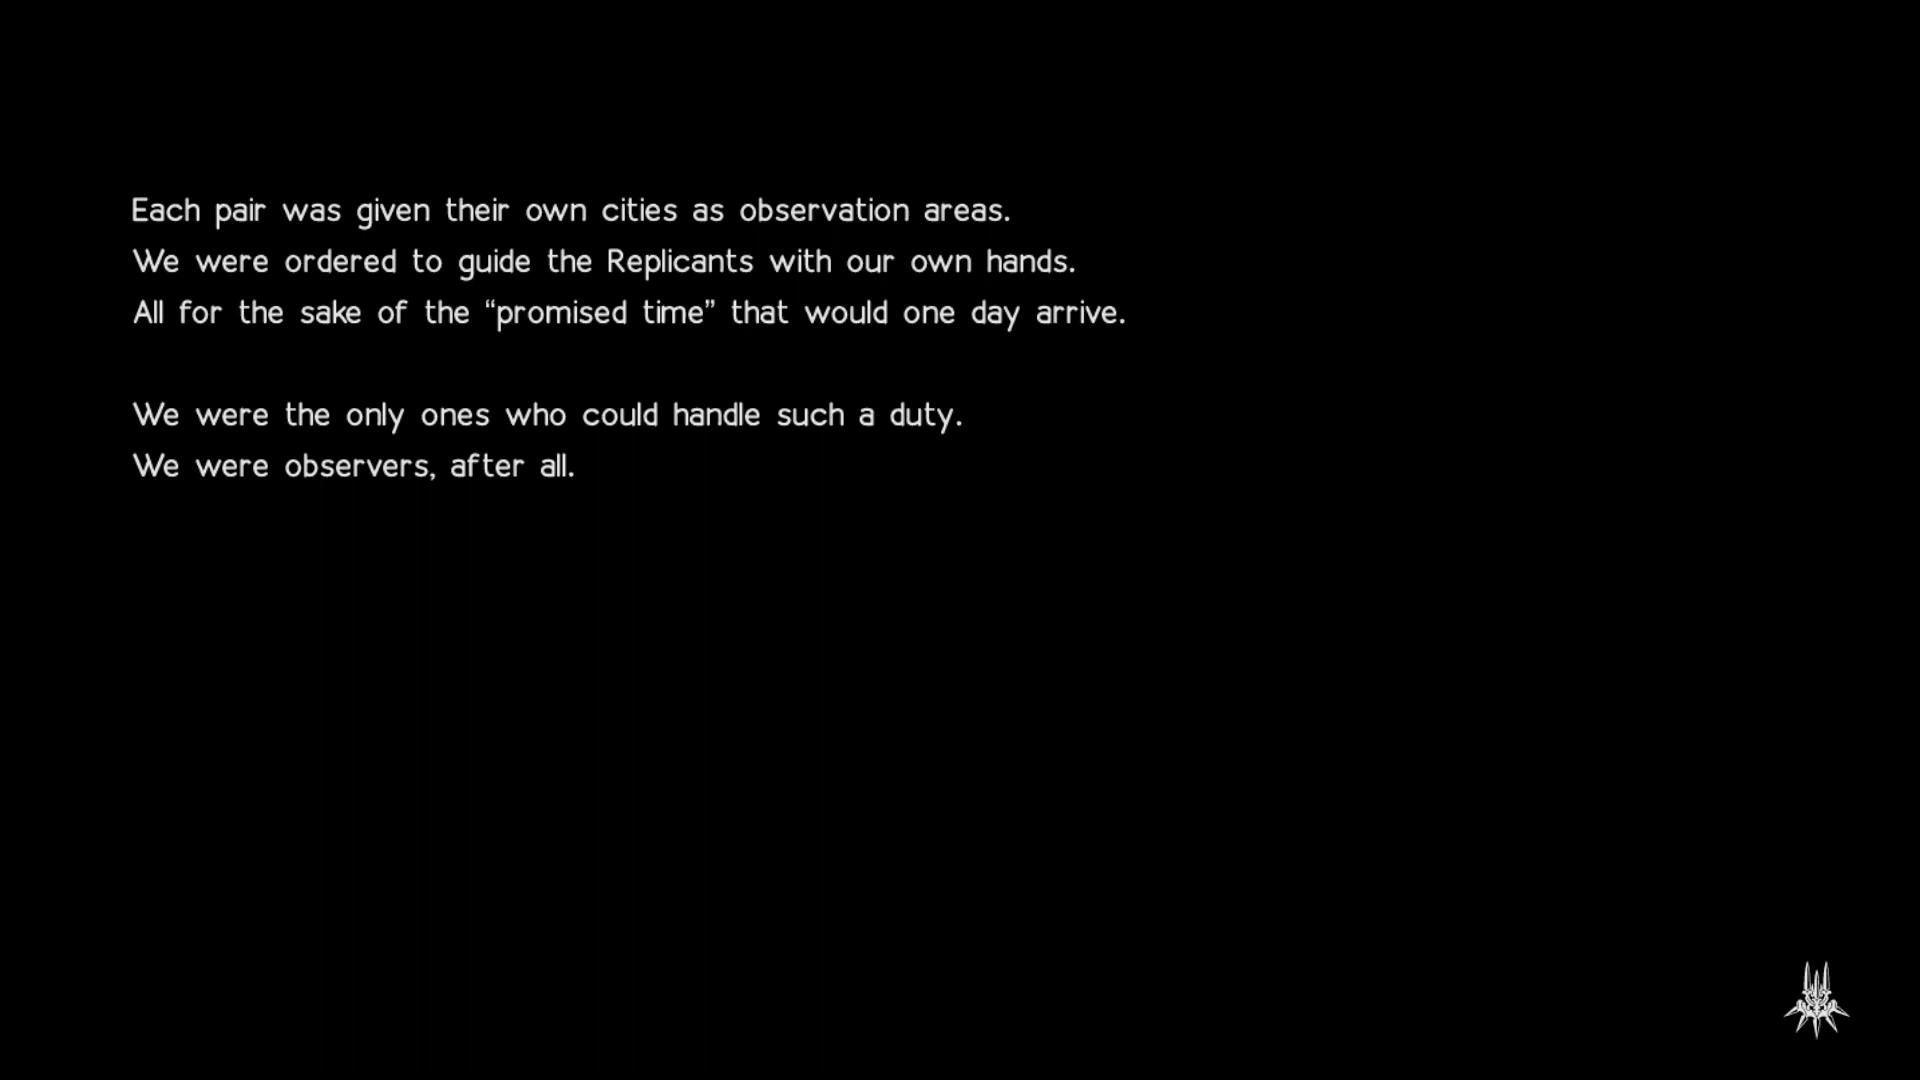 Each pair was given their own cities as observation areas.
We were ordered to guide the Replicants with our own hands.
All for the sake of the “promised time” that would one day arrive.
We were the only ones who could handle such a duty.
We were observers, after all.